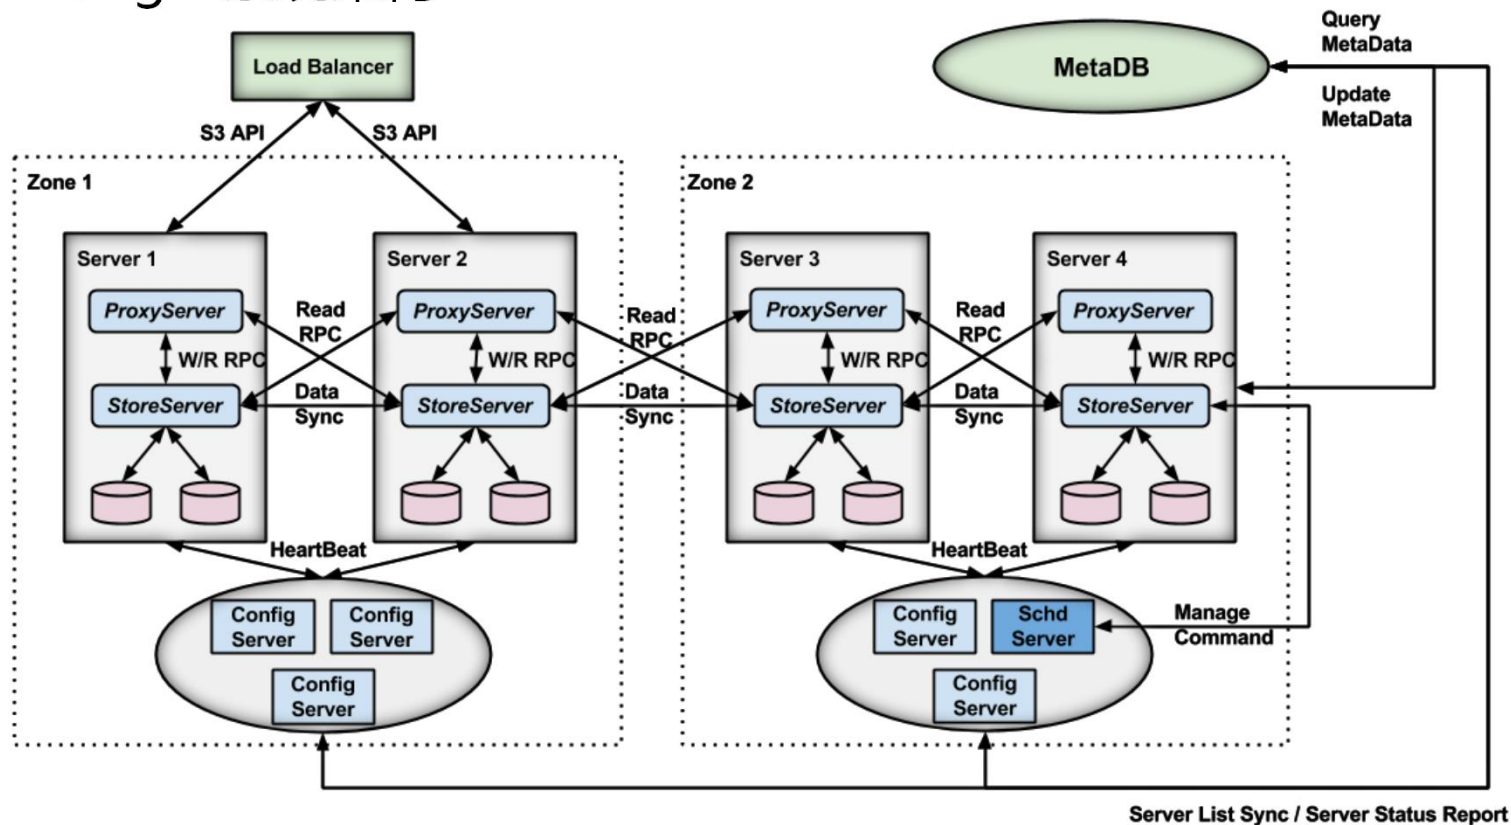 Query
MetaData
Load Balancer
MetaDB
Update
MetaData
S3 API
S3 API
Zone 1
Zone 2
Server 1
Server 2
Server 3
Server 4
ProxyServer
Read
RPC
ProxyServer
Read
RPC
ProxyServer
Read
RPC
ProxyServer
W/R RPC
W/R RPC
W/R RPC
W/R RPC
StoreServer
Data
Sync
StoreServer
Data
Sync
StoreServer
Data
Sync
StoreServer
HeartBeat
HeartBeat
Config
Server
Config
Server
Config
Server
Config
Server
Schd
Server
Config
Server
Manage
Command
Server List Sync / Server Status Report